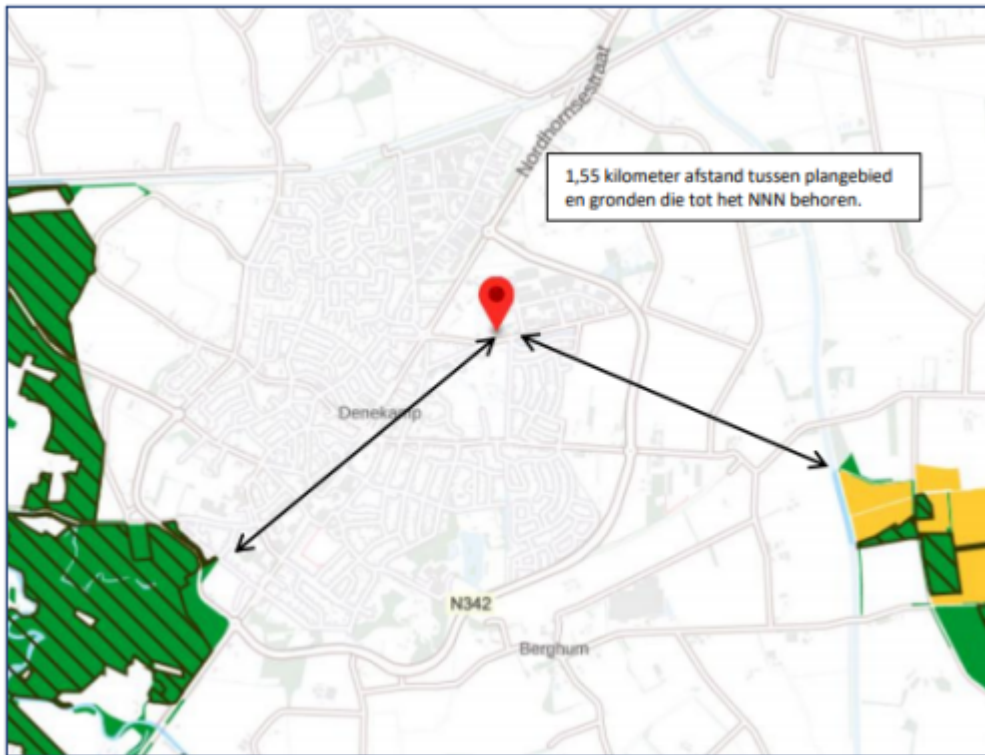 Nordhornsestraat
1,55 kilometer afstand tussen plangebied
en gronden die tot het NNN behoren.
Denekamp
N342
Berghum